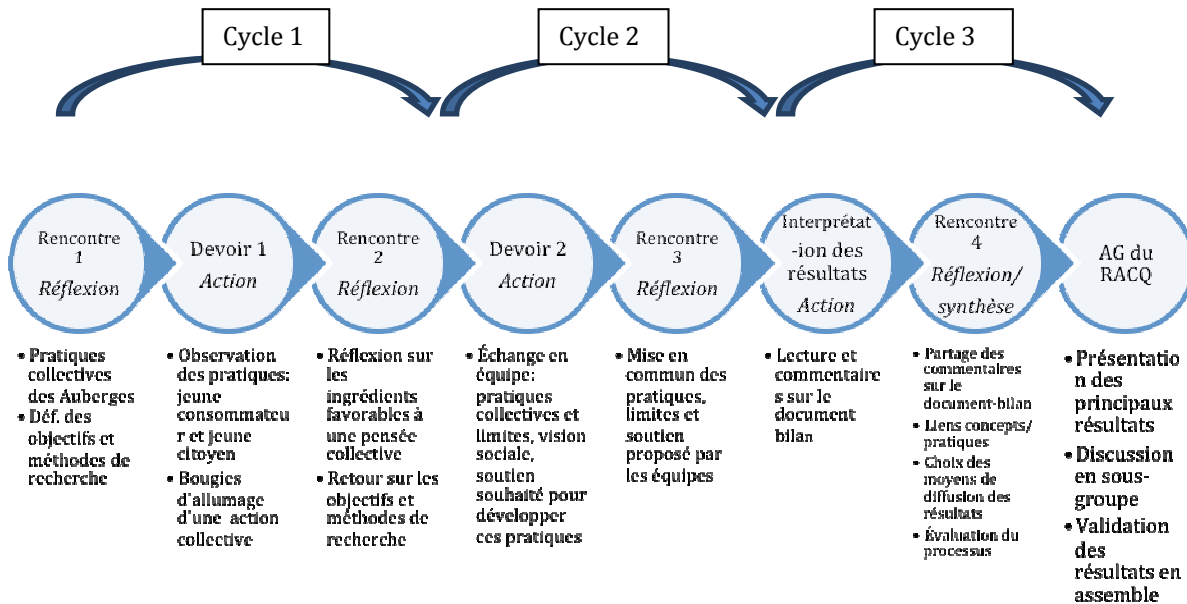 Cycle 1
Cycle 2
Cycle 3
Rencontre
1
Réflexion
Devoir 1
Action
Rencontre
2
Réflexion
Devoir 2
Action
Rencontre
3
Réflexion
Interprétat
-ion des
résultats
Action
Rencontre
4
Réflexion/
synthèse
AG du
RACQ
• Pratiques
collectives
des Auberges
• Déf. des
objectifs et
méthodes de
recherche
• Observation
des pratiques:
jeune
consommateu
r et jeune
citoyen
• Bougies
d'allumage
d'une action
collective
• Réflexion sur
les
ingrédients
favorables à
une pensée
collective
• Retour sur les
objectifs et
méthodes de
recherche
• Échange en
équipe:
pratiques
collectives et
limites, vision
sociale,
soutien
souhaité pour
développer
ces pratiques
• Mise en
commun des
pratiques,
limites et
soutien
proposé par
les équipes
• Lecture et
commentaire
s sur le
document
bilan
• Partage des
commentaires
sur le
document-bilan
• Liens concepts/
pratiques
• Choix des
moyens de
diffusion des
résultats
• Évaluation du
processus
• Présentatio
n des
principaux
résultats
• Discussion
en sous-
groupe
• Validation
des
résultats en
assemble